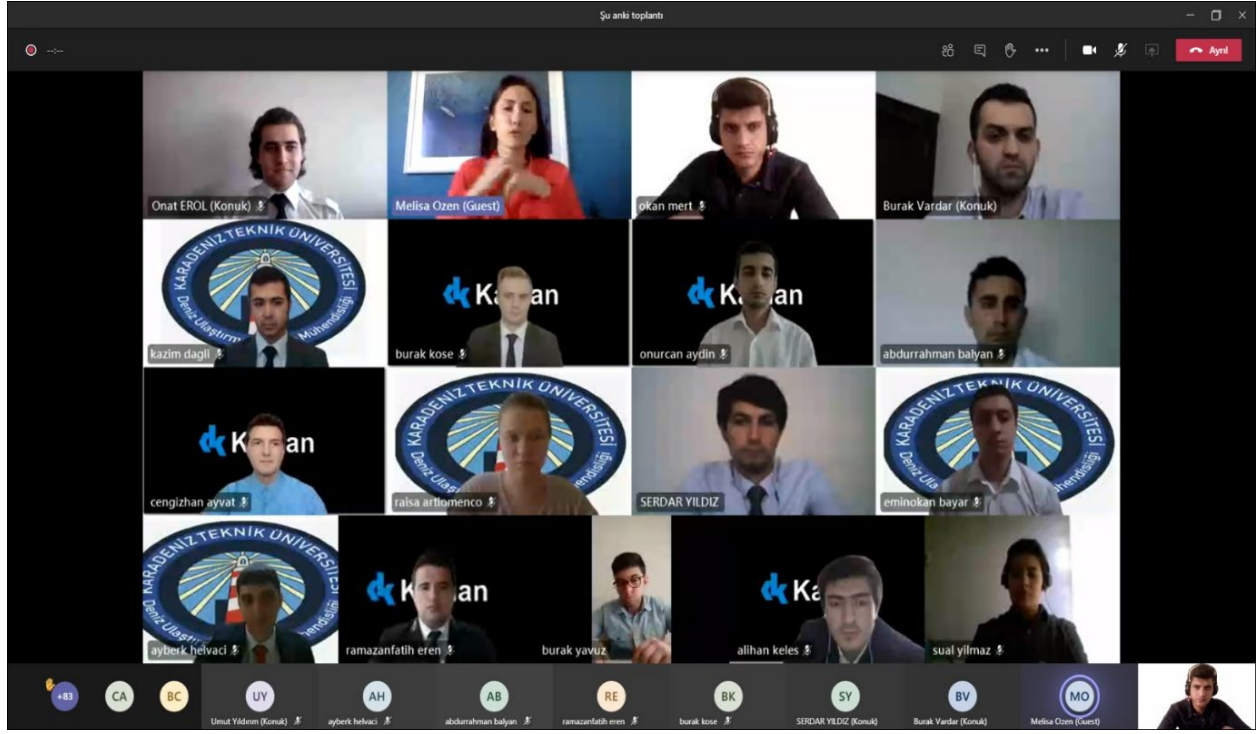 Şu anki toplantı
--:--
Ayrıl
Onat EROL (Konuk)
Melisa Ozen (Guest)
okan mert
Burak Vardar (Konuk)
KARADENİZ TEKNİK ÜNİVERSİTESİ
Deniz Ulaştırma Mühendisliği
kazim dagli
burak kose
onurcan aydin
abdurrahman balyan
cengizhan ayvat
KARADENİZ TEKNİK ÜNİVERSİTESİ
raisa artiomenco
SERDAR YILDIZ
KARADENİZ TEKNİK ÜNİVERSİTESİ
eminokan bayar
KARADENİZ TEKNİK ÜNİVERSİTESİ
ayberk helvaci
ramazanfatih eren
burak yavuz
alihan keles
sual yilmaz
+83
CA
BC
UY
AH
AB
RE
BK
SY
BV
MO
Umut Yıldırım (Konuk)
ayberk helvaci
abdurrahman balyan
ramazanfatih eren
burak kose
SERDAR YILDIZ (Konuk)
Burak Vardar (Konuk)
Melisa Ozen (Guest)